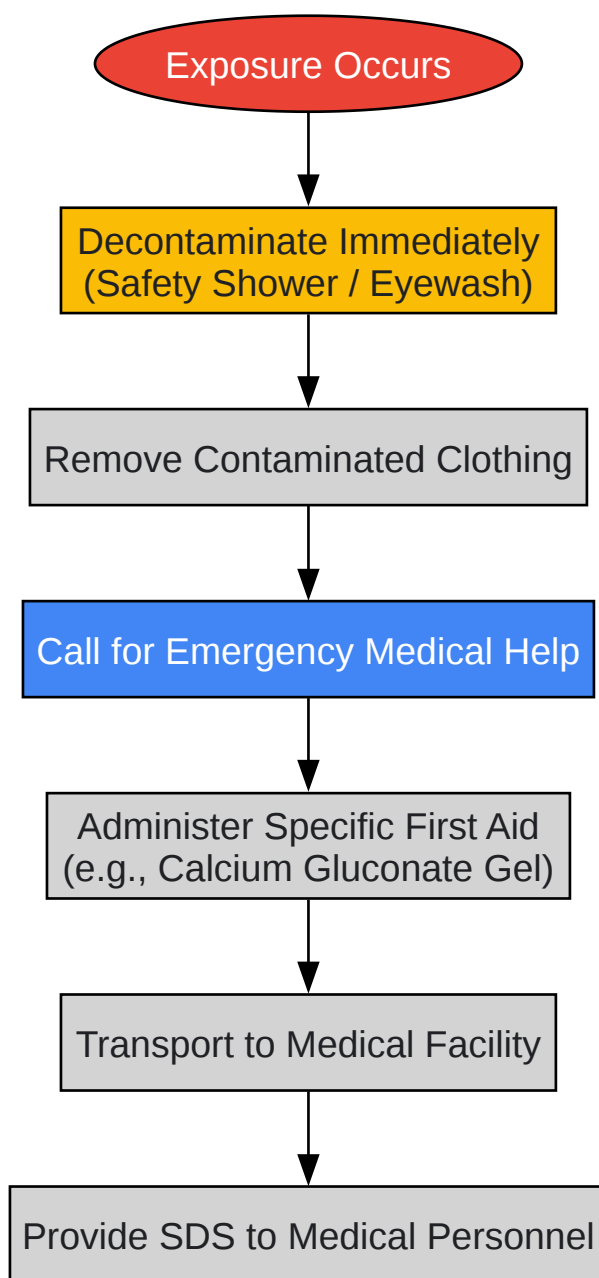 Exposure Occurs
Decontaminate Immediately
(Safety Shower / Eyewash)
Remove Contaminated Clothing
Call for Emergency Medical Help
Administer Specific First Aid
(e.g., Calcium Gluconate Gel)
Transport to Medical Facility
Provide SDS to Medical Personnel